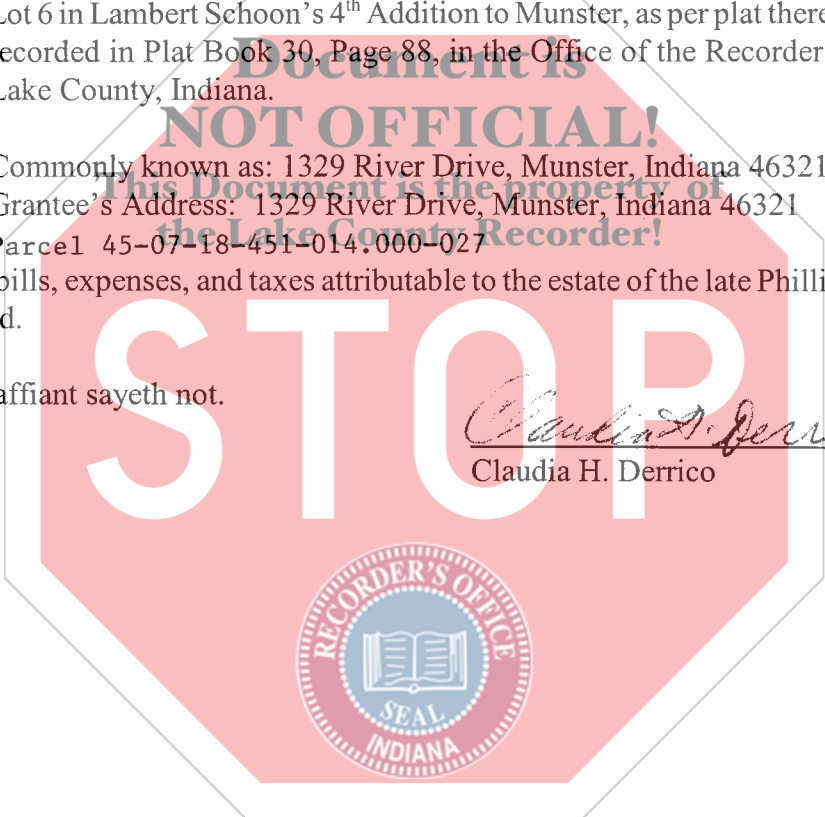 Lot 6 in Lambert Schoon's 4th Addition to Munster, as per plat there
ecorded in Plat Book 30, Page 88, in the Office of the Recorder
Lake County, Indiana.
Document is
NOT OFFICIAL!
Commonly known as: 1329 River Drive, Munster, Indiana 46321
This Document is the property of
Grantee's Address: 1329 River Drive, Munster, Indiana 46321
the Lake County Recorder!
Parcel 45-07-18-451-014.000-027
bills, expenses, and taxes attributable to the estate of the late Philli
d.
STOP
affiant sayeth not.
Claudia H. Derri
Claudia H. Derrico
RECORDER'S OFFICE
SEAL
INDIANA